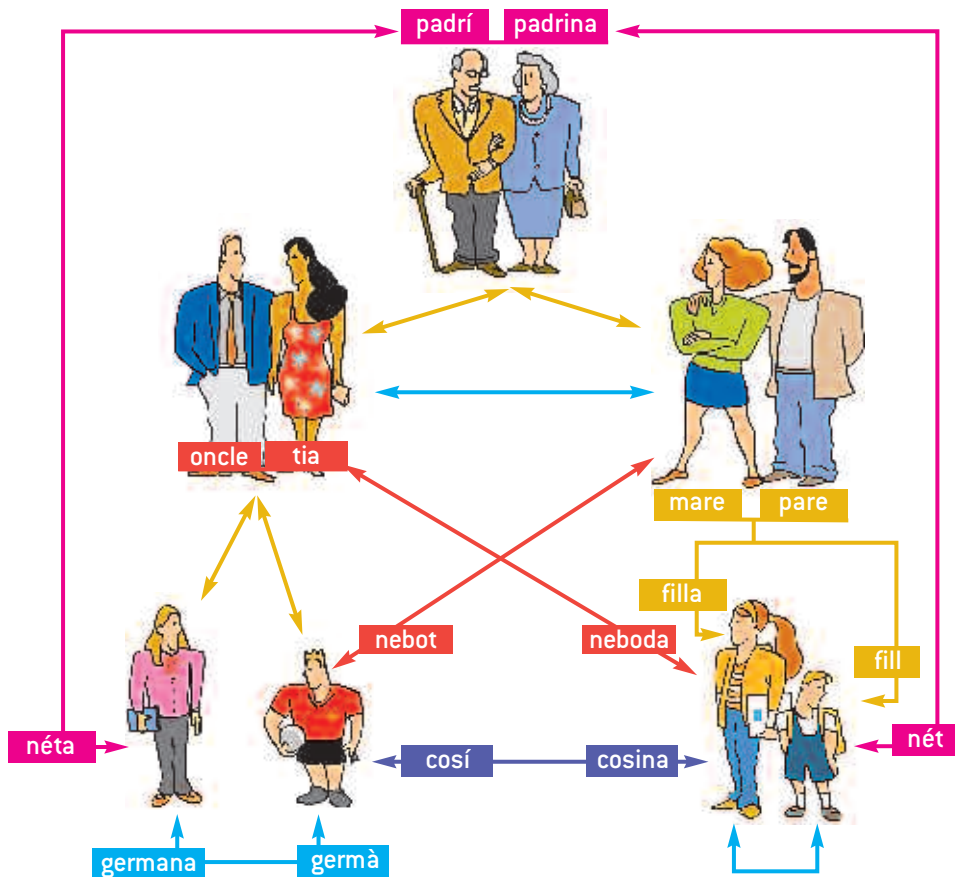 padrí padrina
oncle tia
mare pare
filla
nebot neboda
fill
néta
nét
cosí cosina
germana germà